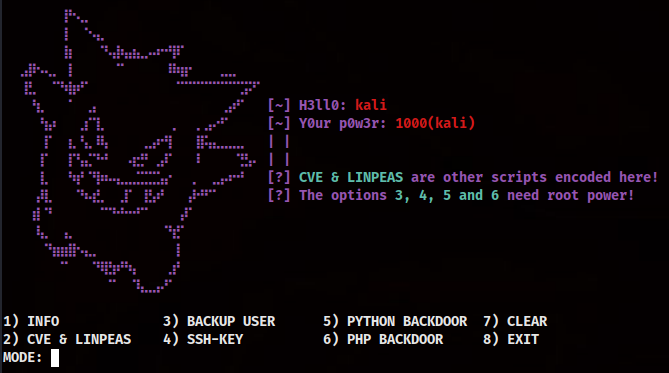 [~] H3ll0: kali
[~] Y0ur p0w3r: 1000(kali)
| |
| |
[?] CVE & LINPEAS are other scripts encoded here!
[?] The options 3, 4, 5 and 6 need root power!
1) INFO 3) BACKUP USER 5) PYTHON BACKDOOR 7) CLEAR
2) CVE & LINPEAS 4) SSH-KEY 6) PHP BACKDOOR 8) EXIT
MODE: